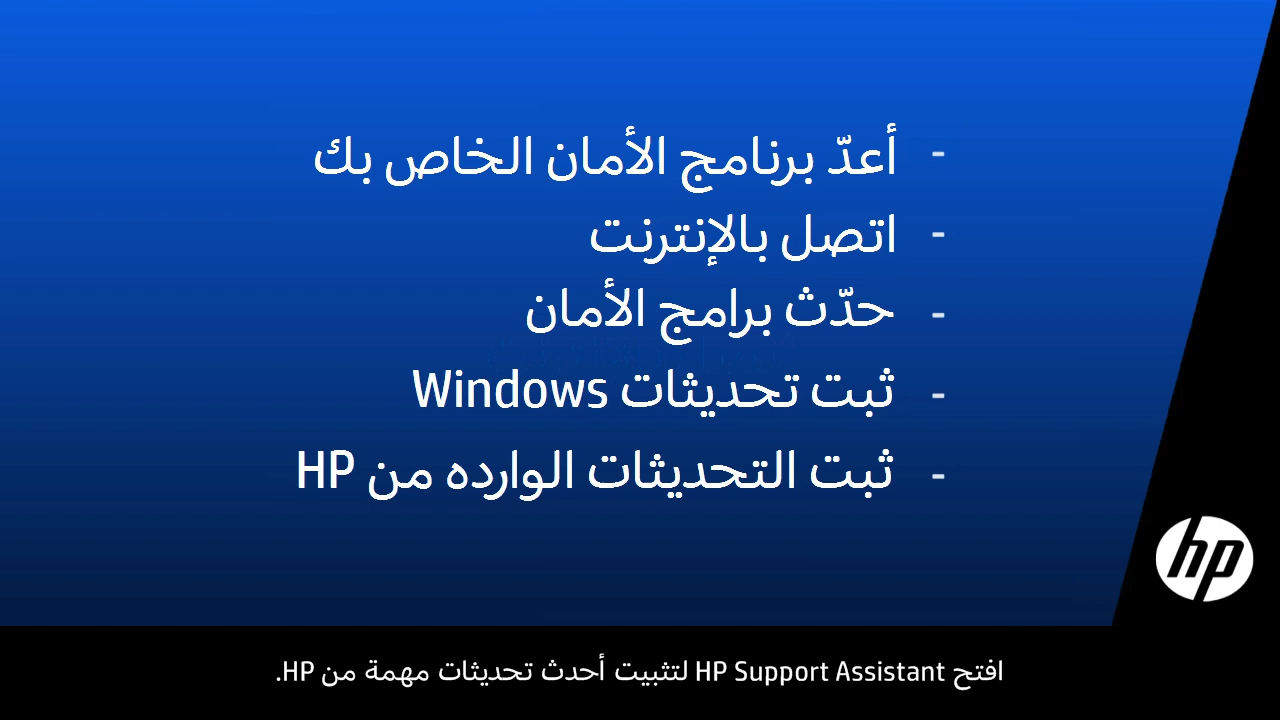 - أعدّ برنامج الأمان الخاص بك
- اتصل بالإنترنت
- حدّث برامج الأمان
- ثبت تحديثات Windows
- ثبت التحديثات الوارده من HP
hp
افتح HP Support Assistant لتثبيت أحدث تحديثات مهمة من HP.